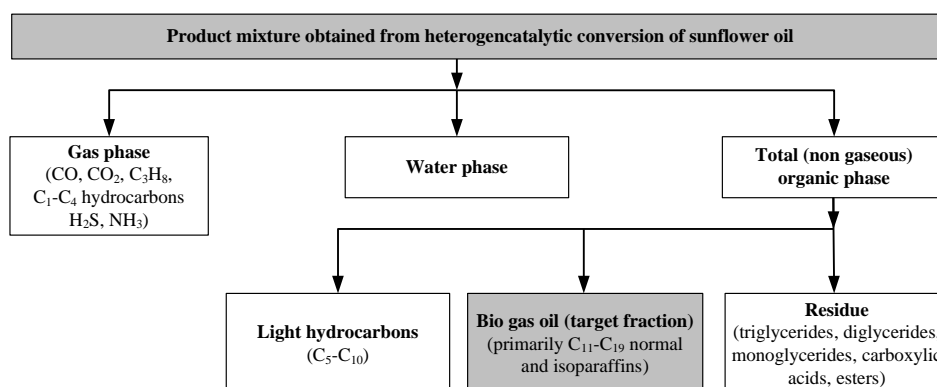 Product mixture obtained from heterogencatalytic conversion of sunflower oil
Gas phase
(CO, CO₂, C₃H₈,
C₁-C₄ hydrocarbons
H₂S, NH₃)
Water phase
Total (non gaseous)
organic phase
Light hydrocarbons
(C₅-C₁₀)
Bio gas oil (target fraction)
(primarily C₁₁-C₁₉ normal
and isoparaffins)
Residue
(triglycerides, diglycerides,
monoglycerides, carboxylic
acids, esters)